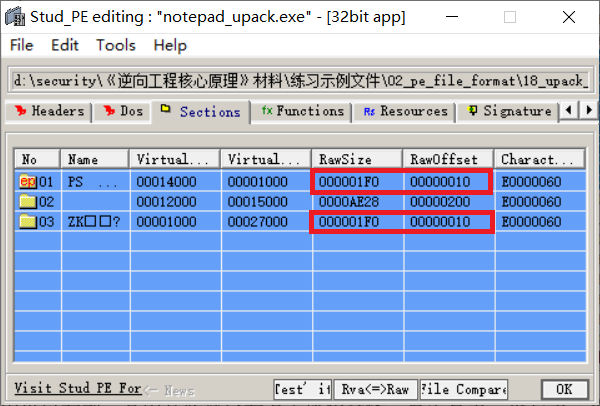 Stud_PE editing : "notepad_upack.exe" - [32bit app]
File Edit Tools Help
d:\security\《逆向工程核心原理》材料\练习示例文件\02_pe_file_format\18_upack_
Headers Dos Sections fx Functions Rs Resources Signature
No Name Virtual... Virtual... RawSize RawOffset Charact...
ep 01 PS ... 00014000 00001000 000001F0 00000010 E0000060
02 00012000 00015000 0000AE28 00000200 E0000060
03 ZK□□? 00001000 00027000 000001F0 00000010 E0000060
Visit Stud PE For <- News Test' it Rva<=>Raw File Compare OK